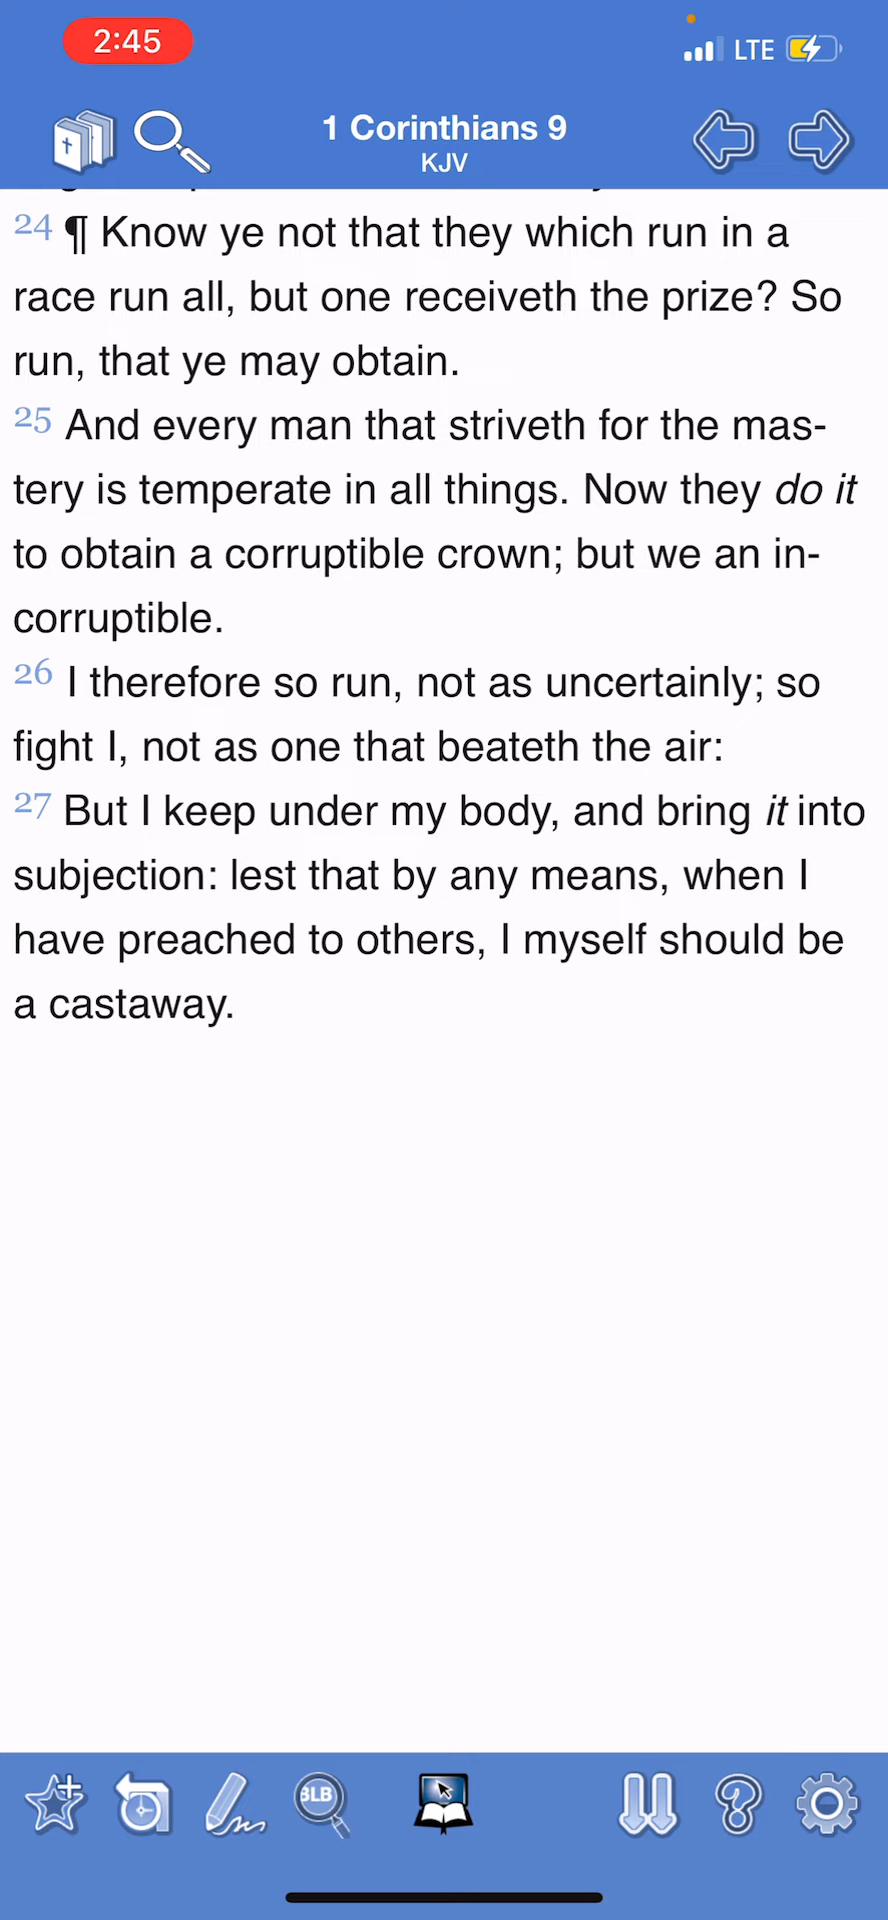 2:45
LTE
1 Corinthians 9
KJV
24 ¶ Know ye not that they which run in a
race run all, but one receiveth the prize? So
run, that ye may obtain.
25 And every man that striveth for the mas-
tery is temperate in all things. Now they do it
to obtain a corruptible crown; but we an in-
corruptible.
26 I therefore so run, not as uncertainly; so
fight I, not as one that beateth the air:
27 But I keep under my body, and bring it into
subjection: lest that by any means, when I
have preached to others, I myself should be
a castaway.
BLB